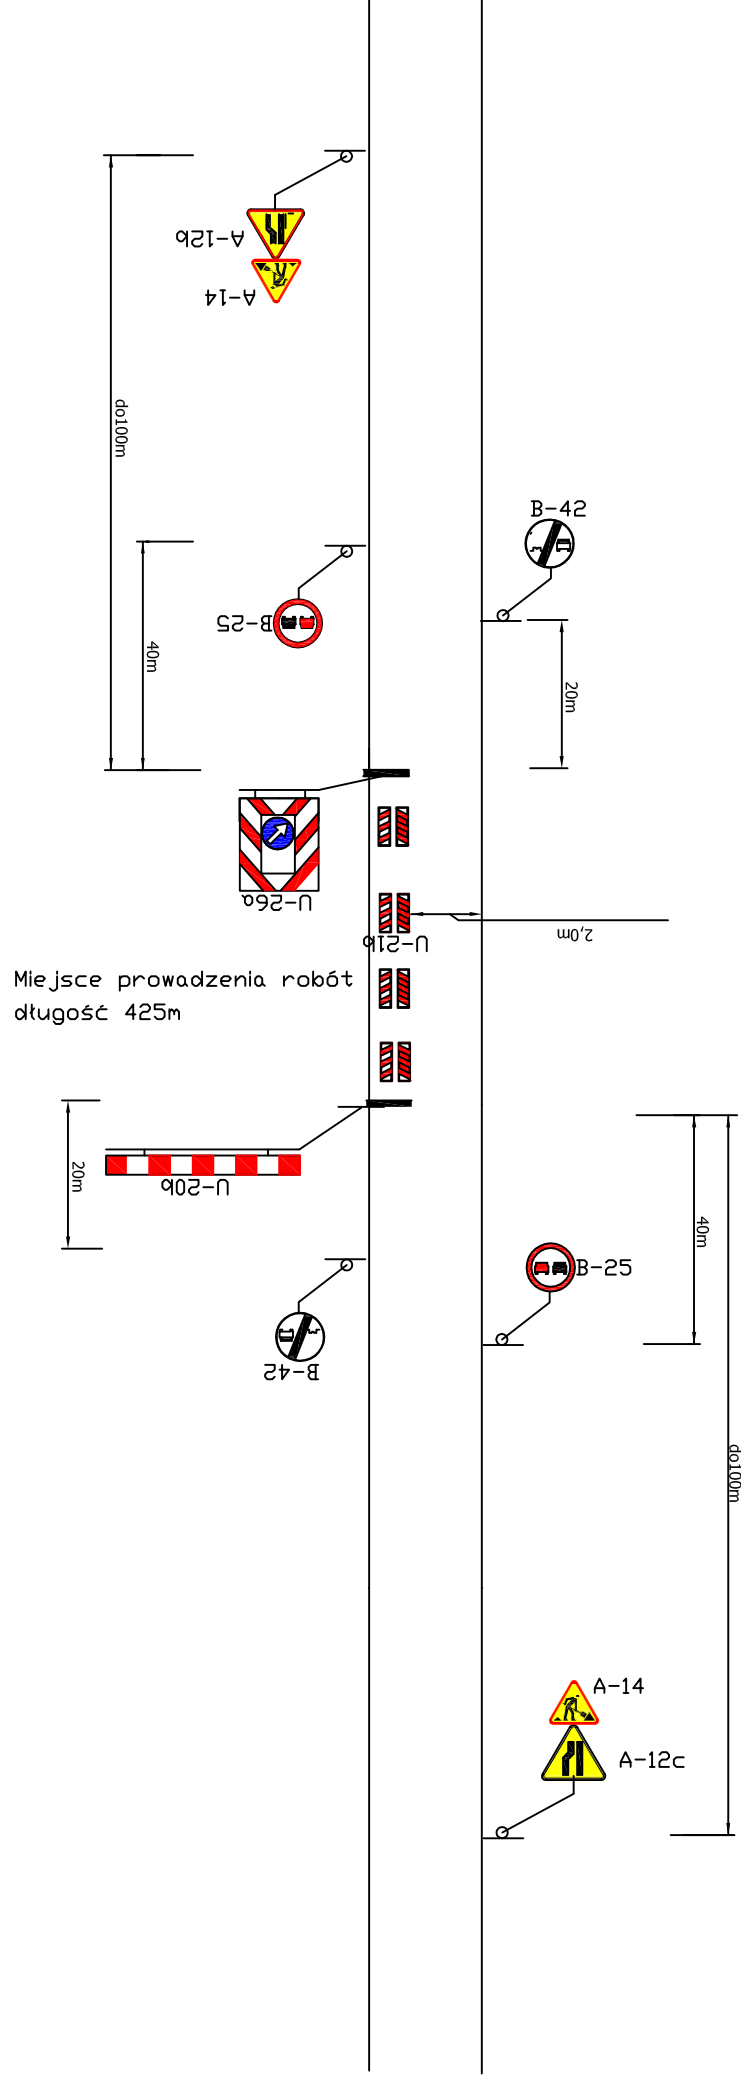 A-12b
A-14
do100m
B-42
B-25
40m
20m
U-26a
U-21b
2,0m
Miejsce prowadzenia robót
długość 425m
20m
U-20b
40m
B-25
B-42
do100m
A-14
A-12c